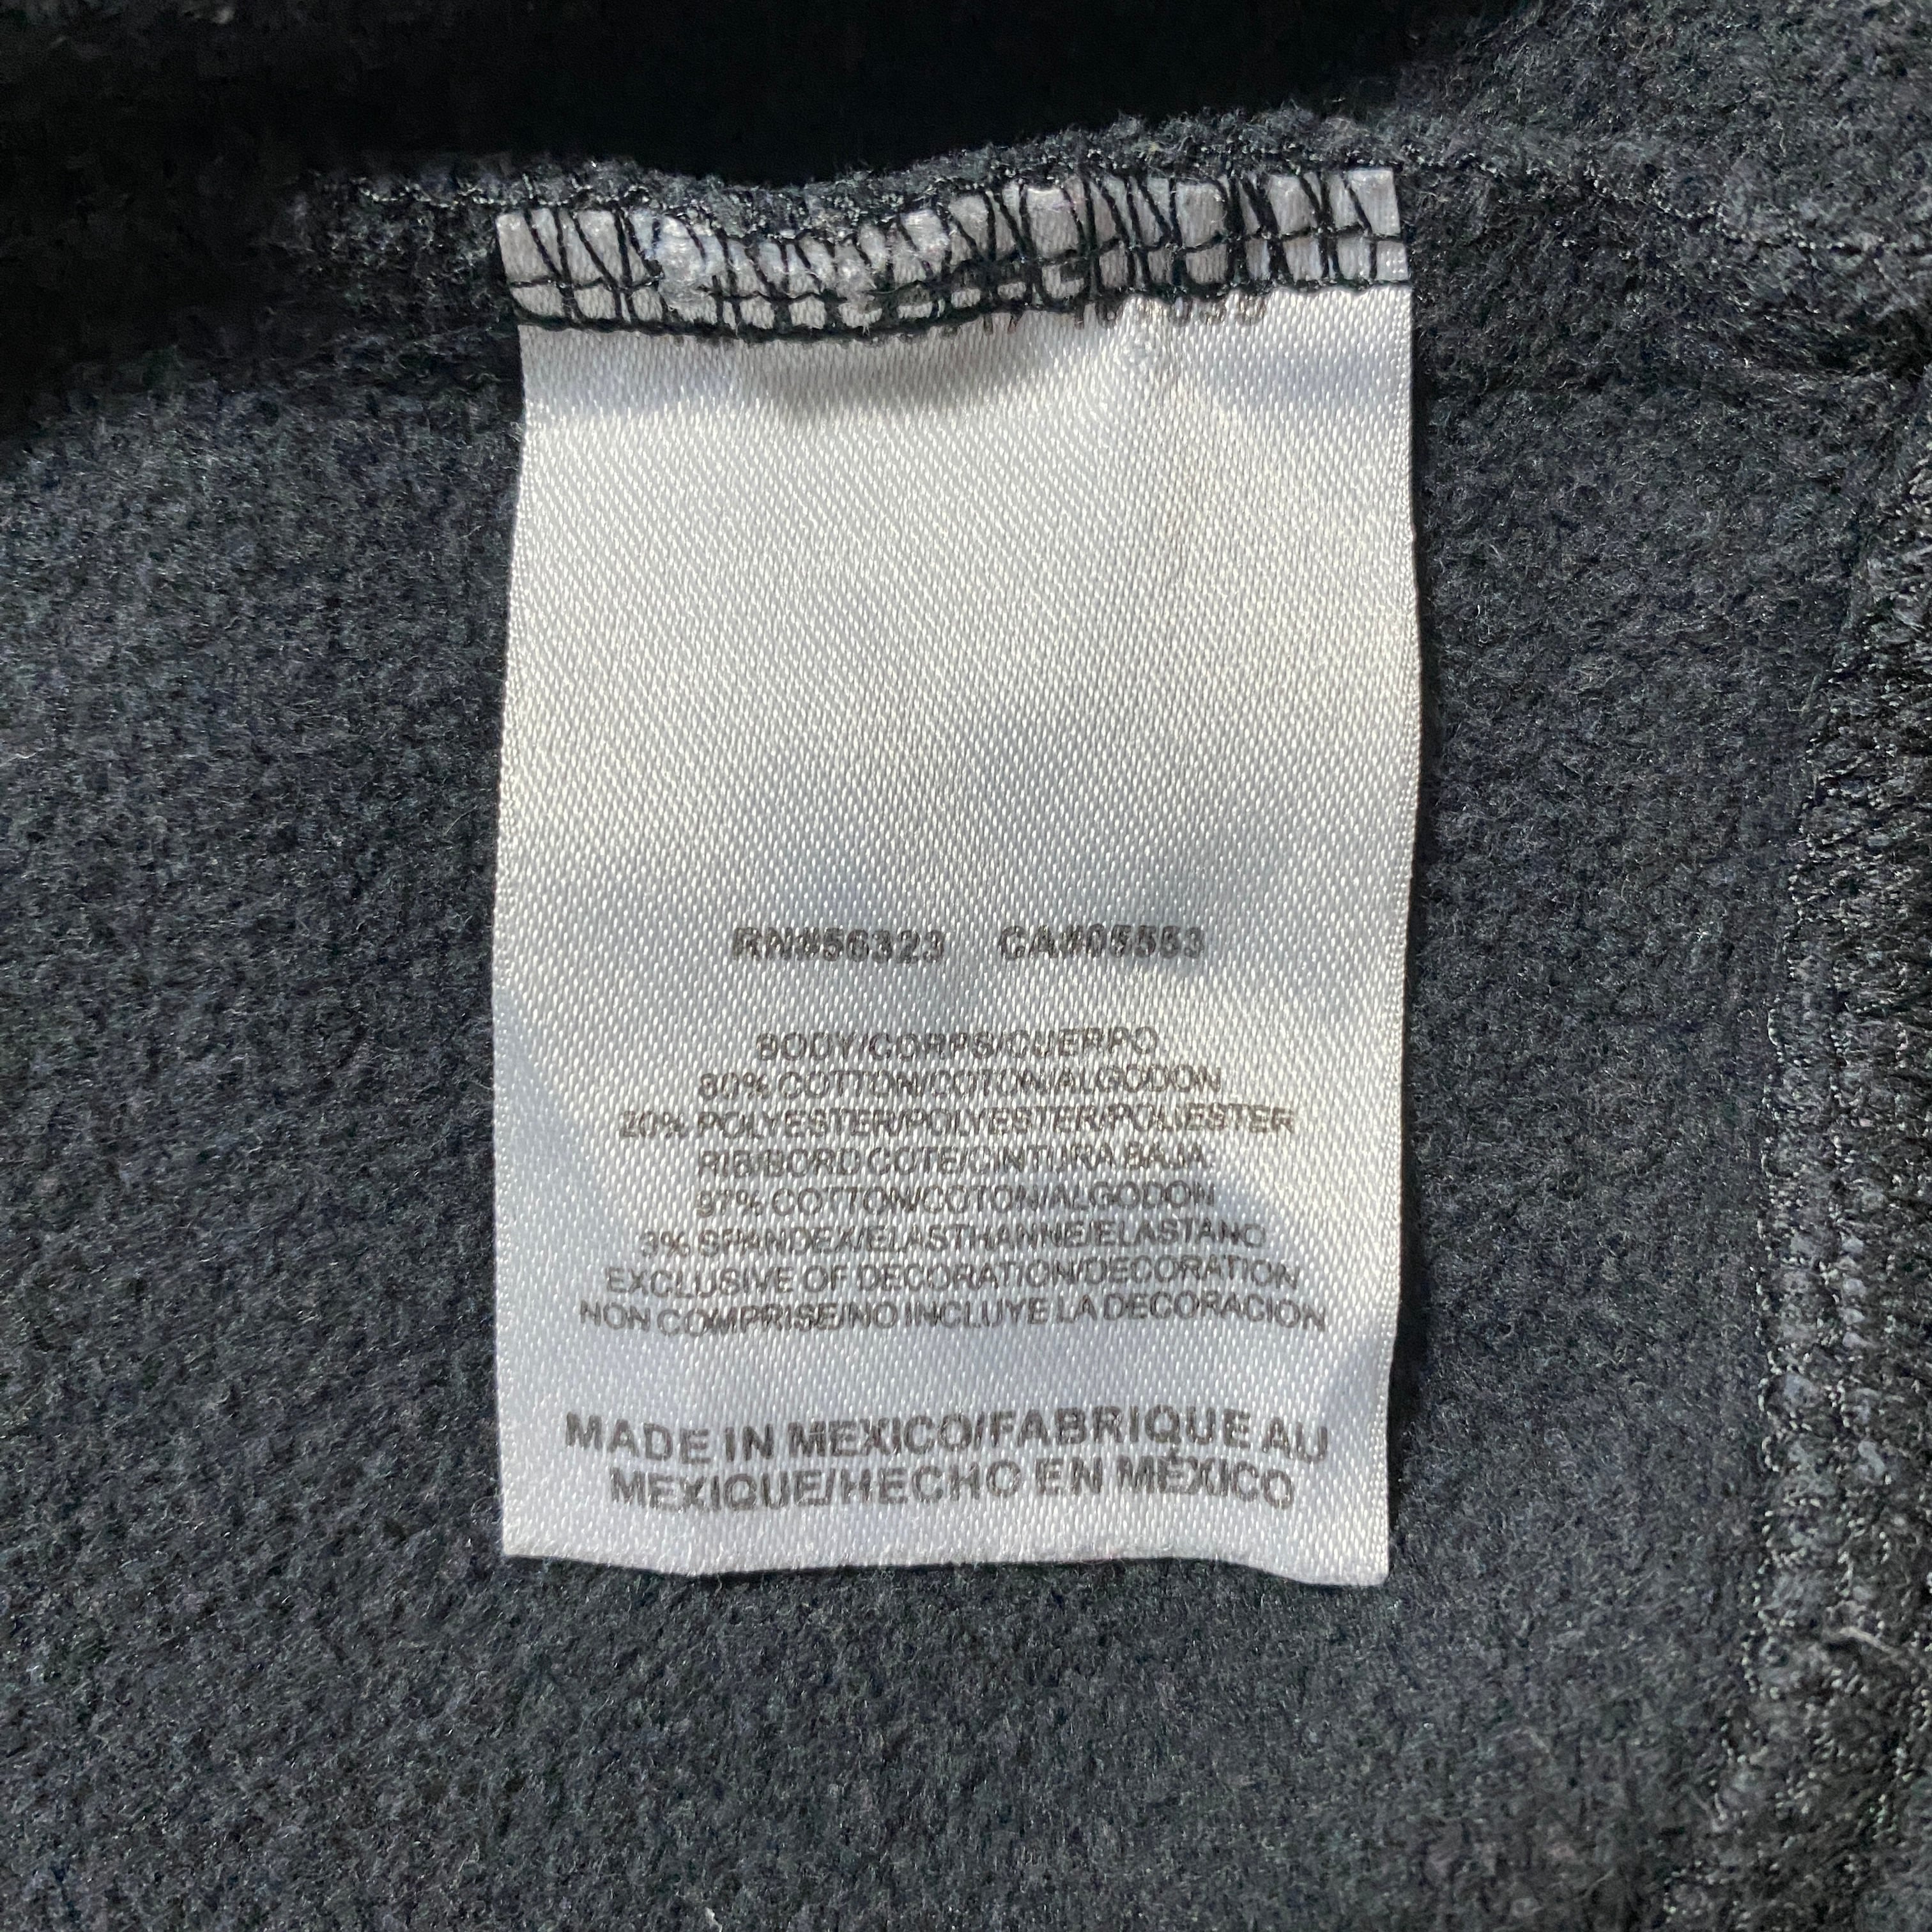 RN#56323 CA#05553
BODY/CORPS/CUERPO
80% COTTON/COTON/ALGODON
20% POLYESTER/POLYESTER/POLIESTER
RIB/BORD COTE/CINTURA BAJA
97% COTTON/COTON/ALGODON
3% SPANDEX/ELASTHANNE/ELASTANO
EXCLUSIVE OF DECORATION/DECORATION
NON COMPRISE/NO INCLUYE LA DECORACION
MADE IN MEXICO/FABRIQUE AU
MEXIQUE/HECHO EN MÉXICO